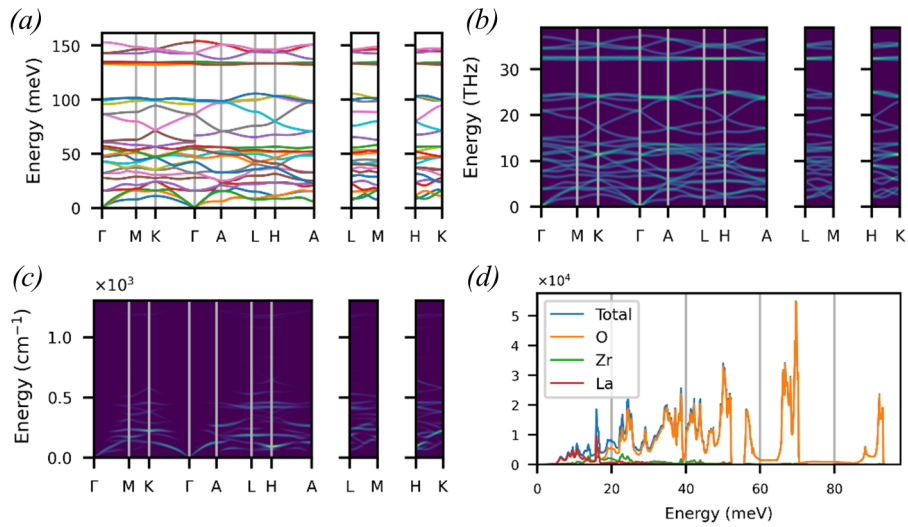 (a)
Energy (meV)
150
100
50
0
Γ M K Γ A L H A L M H K
(b)
Energy (THz)
30
20
10
0
Γ M K Γ A L H A L M H K
(c)
×10³
Energy (cm⁻¹)
1.0
0.5
0.0
Γ M K Γ A L H A L M H K
(d)
×10⁴
5
4
3
2
1
0
Total
O
Zr
La
0 20 40 60 80
Energy (meV)